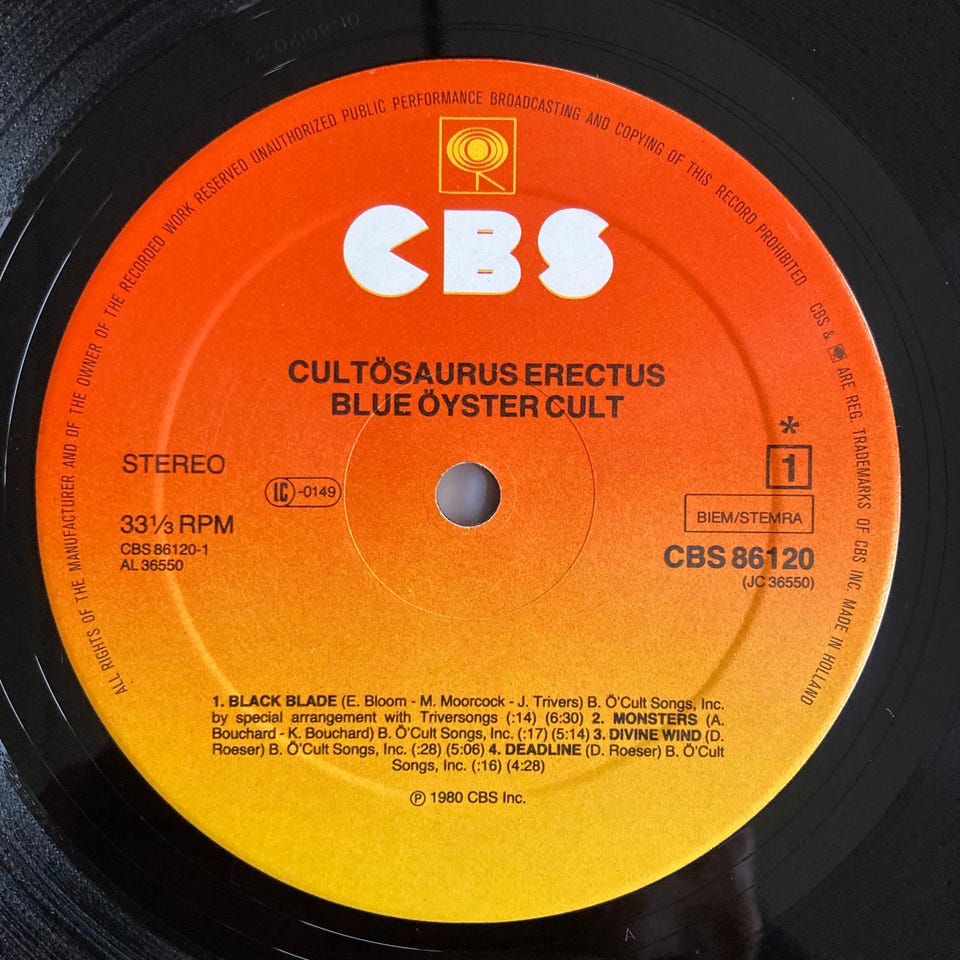 ALL RIGHTS OF THE MANUFACTURER AND OF THE OWNER OF THE RECORDED WORK RESERVED UNAUTHORIZED PUBLIC PERFORMANCE BROADCASTING AND COPYING OF THIS RECORD PROHIBITED CBS & ARE REG. TRADEMARKS OF CBS INC. MADE IN HOLLAND
CBS
CULTÖSAURUS ERECTUS
BLUE ÖYSTER CULT
STEREO
LC -0149
33⅓ RPM
CBS 86120-1
AL 36550
*
1
BIEM/STEMRA
CBS 86120
(JC 36550)
1. BLACK BLADE (E. Bloom - M. Moorcock - J. Trivers) B. Ö'Cult Songs, Inc.
by special arrangement with Triversongs (:14) (6:30) 2. MONSTERS (A.
Bouchard - K. Bouchard) B. Ö'Cult Songs, Inc. (:17) (5:14) 3. DIVINE WIND (D.
Roeser) B. Ö'Cult Songs, Inc. (:28) (5:06) 4. DEADLINE (D. Roeser) B. Ö'Cult
Songs, Inc. (:16) (4:28)
℗ 1980 CBS Inc.
A